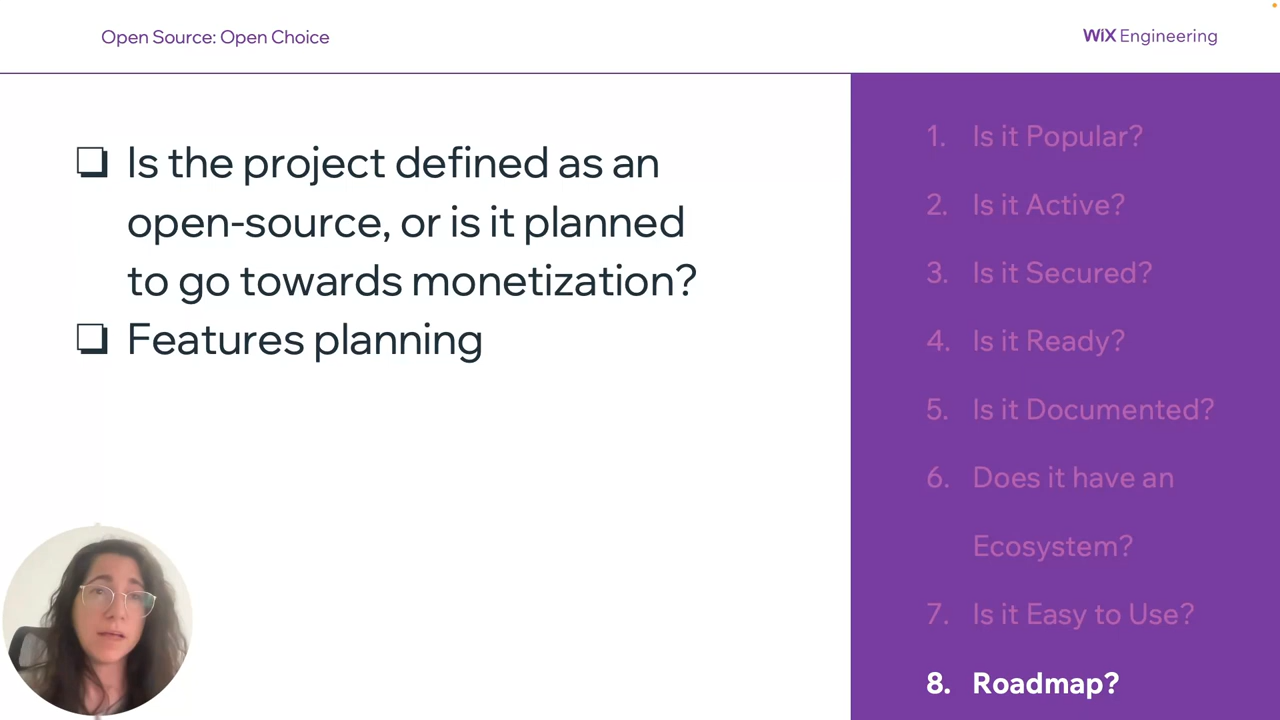 Open Source: Open Choice
WiX Engineering
❏ Is the project defined as an
open-source, or is it planned
to go towards monetization?
❏ Features planning
1. Is it Popular?
2. Is it Active?
3. Is it Secured?
4. Is it Ready?
5. Is it Documented?
6. Does it have an
Ecosystem?
7. Is it Easy to Use?
8. Roadmap?